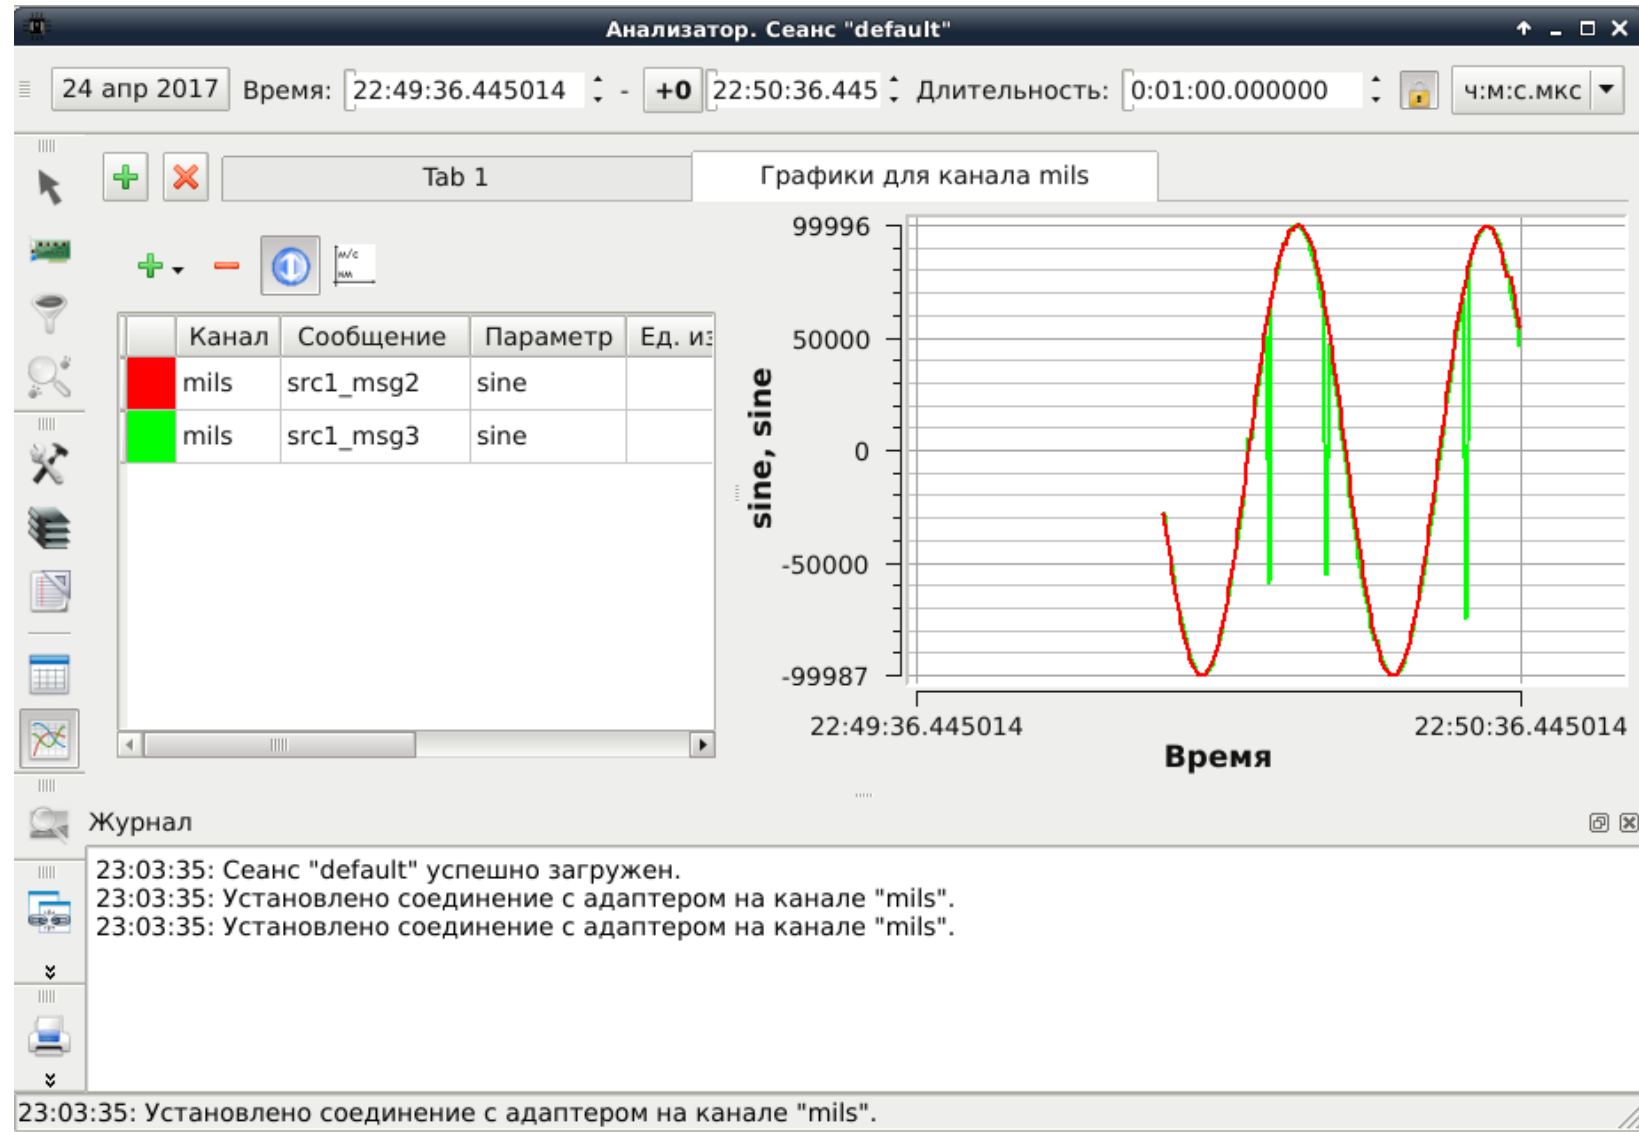 Анализатор. Сеанс "default"
24 апр 2017 Время: 22:49:36.445014 - +0 22:50:36.445 Длительность: 0:01:00.000000 ч:м:с.мкс
Tab 1 Графики для канала mils
м/с
нм
Канал Сообщение Параметр Ед. из
mils src1_msg2 sine
mils src1_msg3 sine
sine, sine
99996
50000
0
-50000
-99987
22:49:36.445014 22:50:36.445014
Время
Журнал
23:03:35: Сеанс "default" успешно загружен.
23:03:35: Установлено соединение с адаптером на канале "mils".
23:03:35: Установлено соединение с адаптером на канале "mils".
23:03:35: Установлено соединение с адаптером на канале "mils".